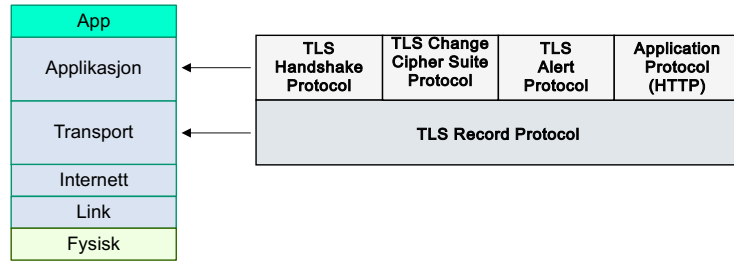 App
Applikasjon
Transport
Internett
Link
Fysisk
TLS
Handshake
Protocol
TLS Change
Cipher Suite
Protocol
TLS
Alert
Protocol
Application
Protocol
(HTTP)
TLS Record Protocol